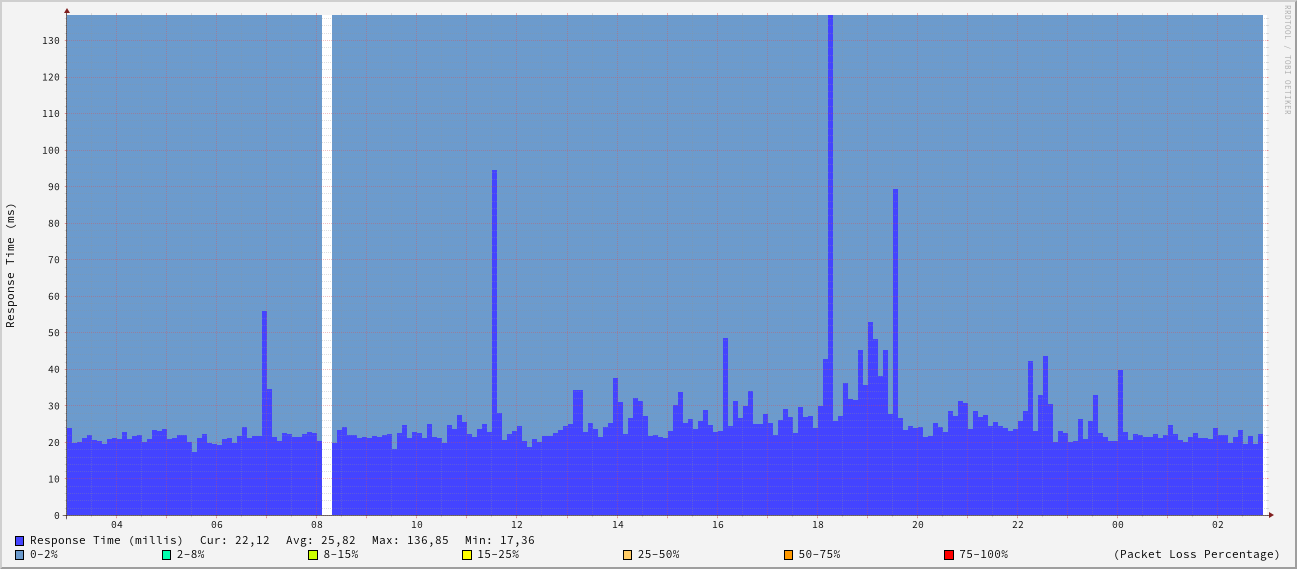 RRDTOOL / TOBI OETIKER
Response Time (ms)
130
120
110
100
90
80
70
60
50
40
30
20
10
0
04 06 08 10 12 14 16 18 20 22 00 02
Response Time (millis) Cur: 22,12 Avg: 25,82 Max: 136,85 Min: 17,36
0-2% 2-8% 8-15% 15-25% 25-50% 50-75% 75-100% (Packet Loss Percentage)